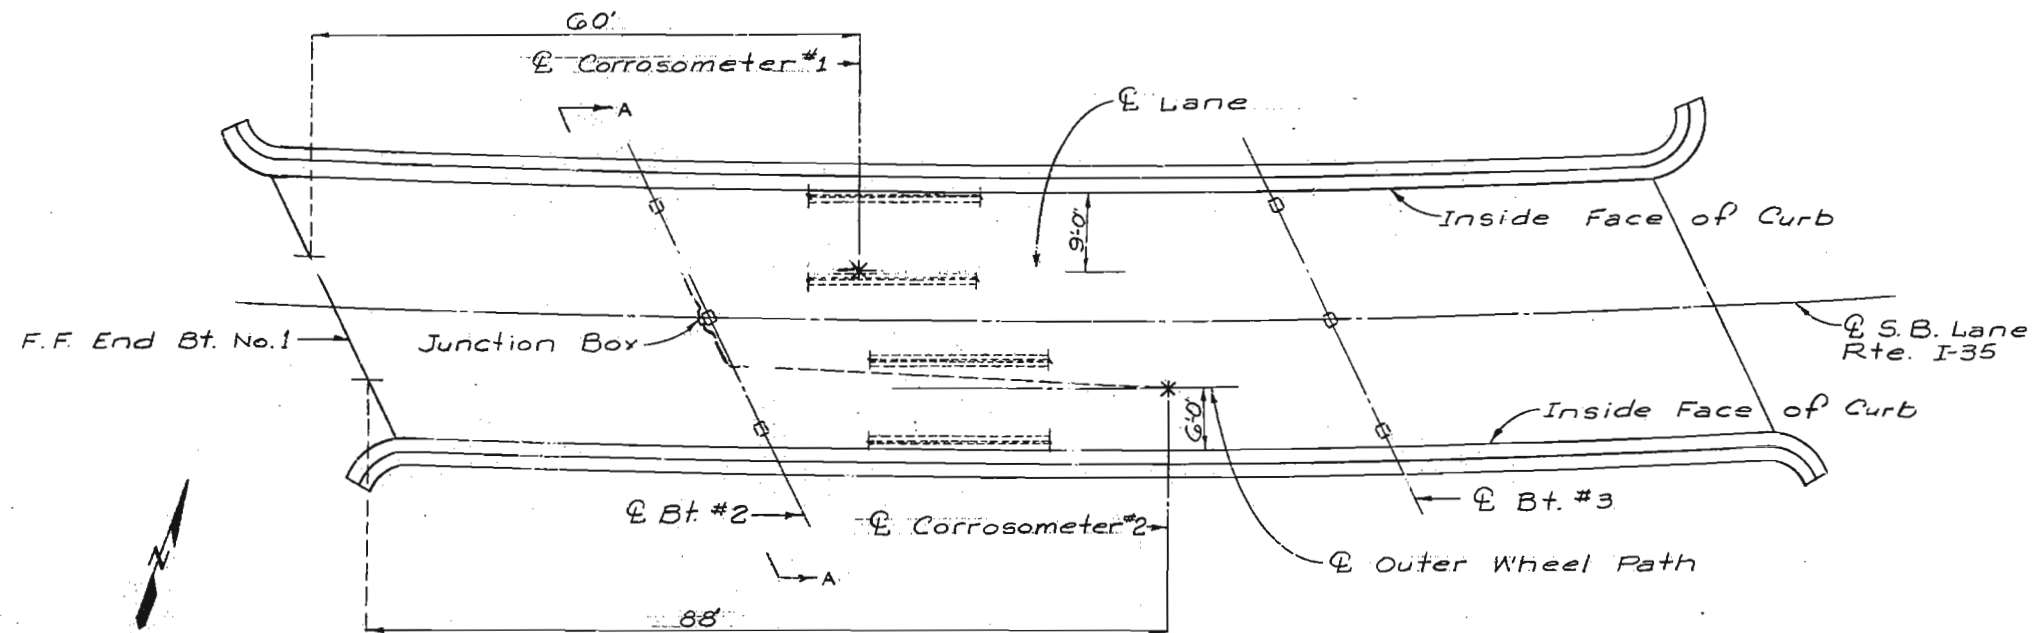 60'
℄ Corrosometer #1
A
℄ Lane
9'-0"
Inside Face of Curb
F.F. End Bt. No.1
Junction Box
℄ S.B. Lane
Rte. I-35
6'-0"
Inside Face of Curb
℄ Bt. #2
℄ Corrosometer #2
℄ Bt. #3
℄ Outer Wheel Path
A
N
88'